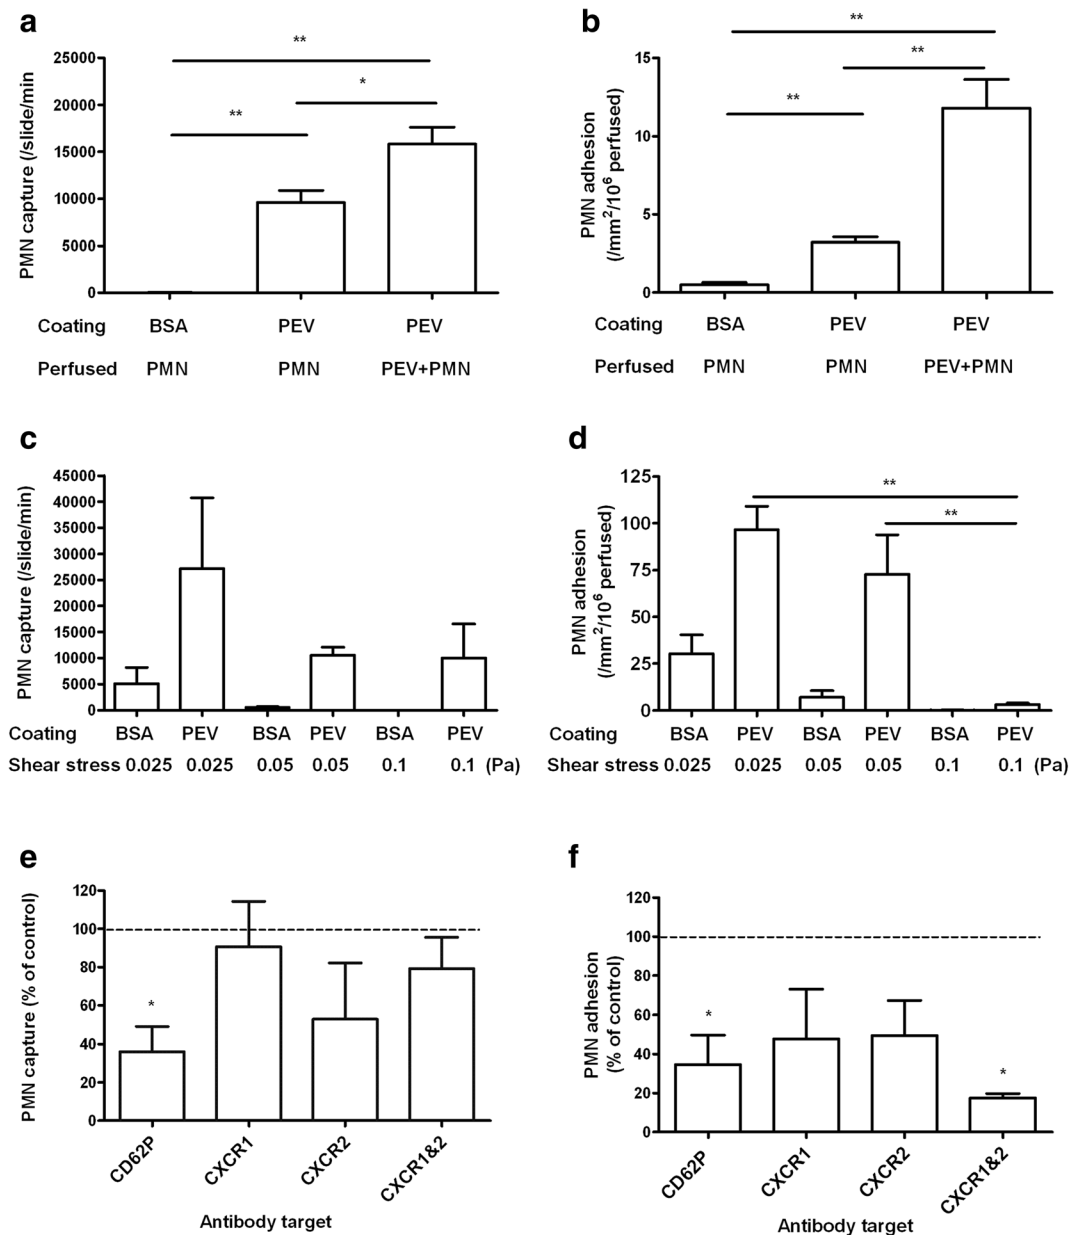 a
**
*
**
25000
20000
15000
10000
5000
0
PMN capture (/slide/min
Coating BSA PEV PEV
Perfused PMN PMN PEV+PMN
b
**
**
**
15
10
5
0
PMN adhesion
(/mm²/10⁶ perfused)
Coating BSA PEV PEV
Perfused PMN PMN PEV+PMN
c
45000
40000
35000
30000
25000
20000
15000
10000
5000
0
PMN capture (/slide/min)
Coating BSA PEV BSA PEV BSA PEV
Shear stress 0.025 0.025 0.05 0.05 0.1 0.1 (Pa)
d
**
**
125
100
75
50
25
0
PMN adhesion
(/mm²/10⁶ perfused)
Coating BSA PEV BSA PEV BSA PEV
Shear stress 0.025 0.025 0.05 0.05 0.1 0.1 (Pa)
e
120
100
80
60
40
20
0
PMN capture (% of control)
*
CD62P CXCR1 CXCR2 CXCR1&2
Antibody target
f
120
100
80
60
40
20
0
PMN adhesion
(% of control)
*
*
CD62P CXCR1 CXCR2 CXCR1&2
Antibody target